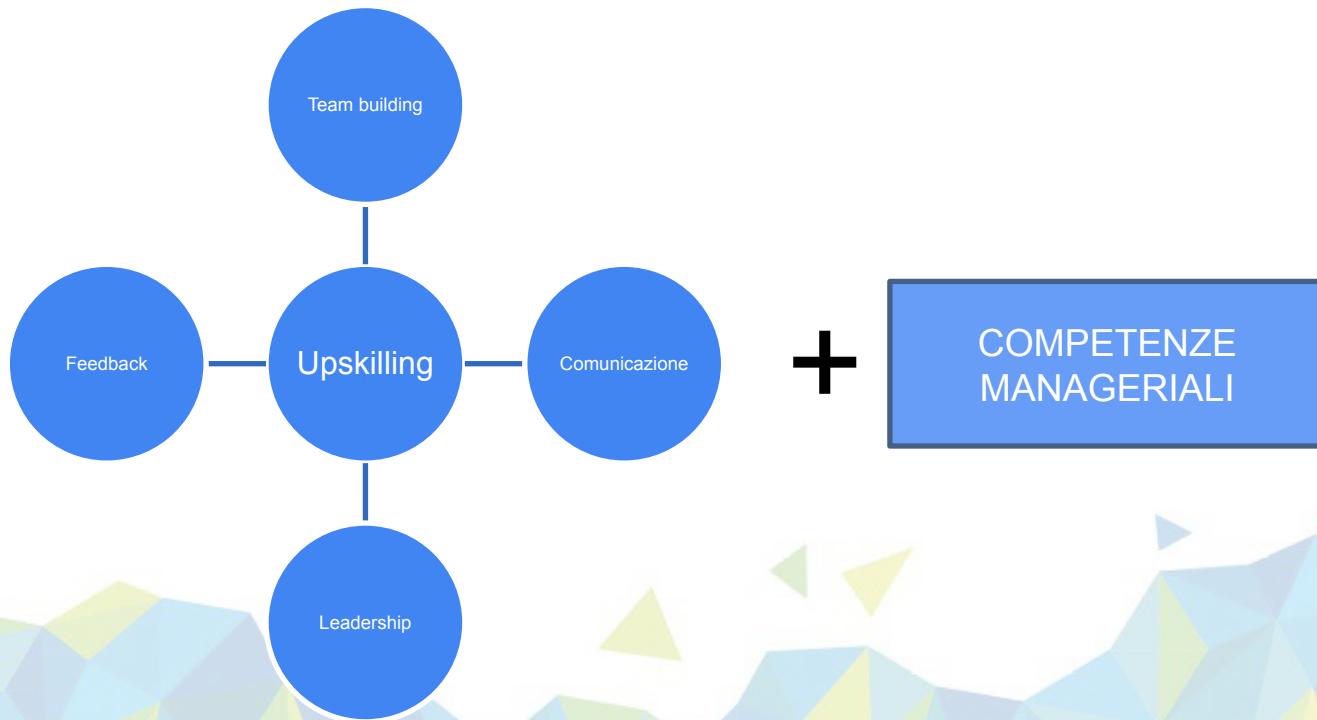 Team building
Feedback
Upskilling
Comunicazione
Leadership
+
COMPETENZE
MANAGERIALI